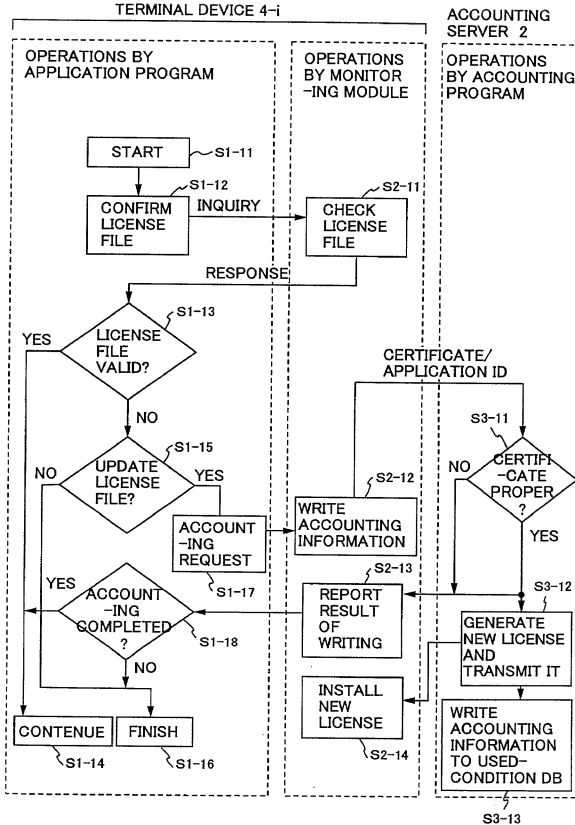 TERMINAL DEVICE 4-i
ACCOUNTING
SERVER 2
OPERATIONS BY
APPLICATION PROGRAM
OPERATIONS
BY MONITOR
-ING MODULE
OPERATIONS
BY ACCOUNTING
PROGRAM
START
S1-11
S1-12
CONFIRM
LICENSE
FILE
INQUIRY
S2-11
CHECK
LICENSE
FILE
RESPONSE
S1-13
YES
LICENSE
FILE
VALID?
NO
CERTIFICATE/
APPLICATION ID
S3-11
S1-15
NO
UPDATE
LICENSE
FILE?
YES
S2-12
NO
CERTIFI
-CATE
PROPER
?
YES
ACCOUNT
-ING
REQUEST
S1-17
WRITE
ACCOUNTING
INFORMATION
S2-13
S3-12
YES
ACCOUNT
-ING
COMPLETED
?
S1-18
NO
REPORT
RESULT
OF
WRITING
GENERATE
NEW LICENSE
AND
TRANSMIT IT
INSTALL
NEW
LICENSE
S2-14
CONTENUE
S1-14
FINISH
S1-16
WRITE
ACCOUNTING
INFORMATION
TO USED-
CONDITION DB
S3-13